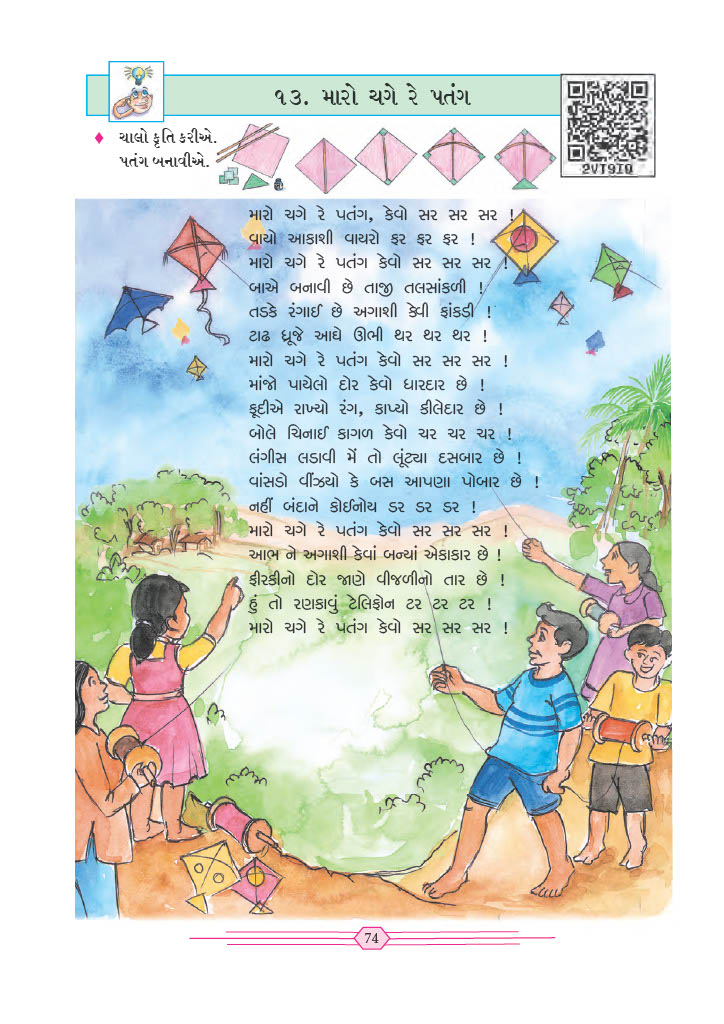 ૧૩. મારો ચગે રે પતંગ
ચાલો કૃતિ કરીએ.
પતંગ બનાવીએ.
2VT9IQ
મારો ચગે રે પતંગ, કેવો સર સર સર !
વાયો આકાશી વાયરો ફર ફર ફર !
મારો ચગે રે પતંગ કેવો સર સર સર !
બાએ બનાવી છે તાજી તલસાંકળી !
તડકે રંગાઈ છે અગાશી કેવી ફાંકડી !
ટાઢ ધ્રૂજે આઘે ઊભી થર થર થર !
મારો ચગે રે પતંગ કેવો સર સર સર !
માંજો પાયેલો દોર કેવો ધારદાર છે !
ફૂદીએ રાખ્યો રંગ, કાપ્યો કીલેદાર છે !
બોલે ચિનાઈ કાગળ કેવો ચર ચર ચર !
લંગીસ લડાવી મેં તો લૂંટ્યા દસબાર છે !
વાંસડો વીંઝ્યો કે બસ આપણા પોબાર છે !
નહીં બંદાને કોઈનોય ડર ડર ડર !
મારો ચગે રે પતંગ કેવો સર સર સર !
આભ ને અગાશી કેવાં બન્યાં એકાકાર છે !
ફીરકીનો દોર જાણે વીજળીનો તાર છે !
હું તો રણકાવું ટેલિફોન ટર ટર ટર !
મારો ચગે રે પતંગ કેવો સર સર સર !
74